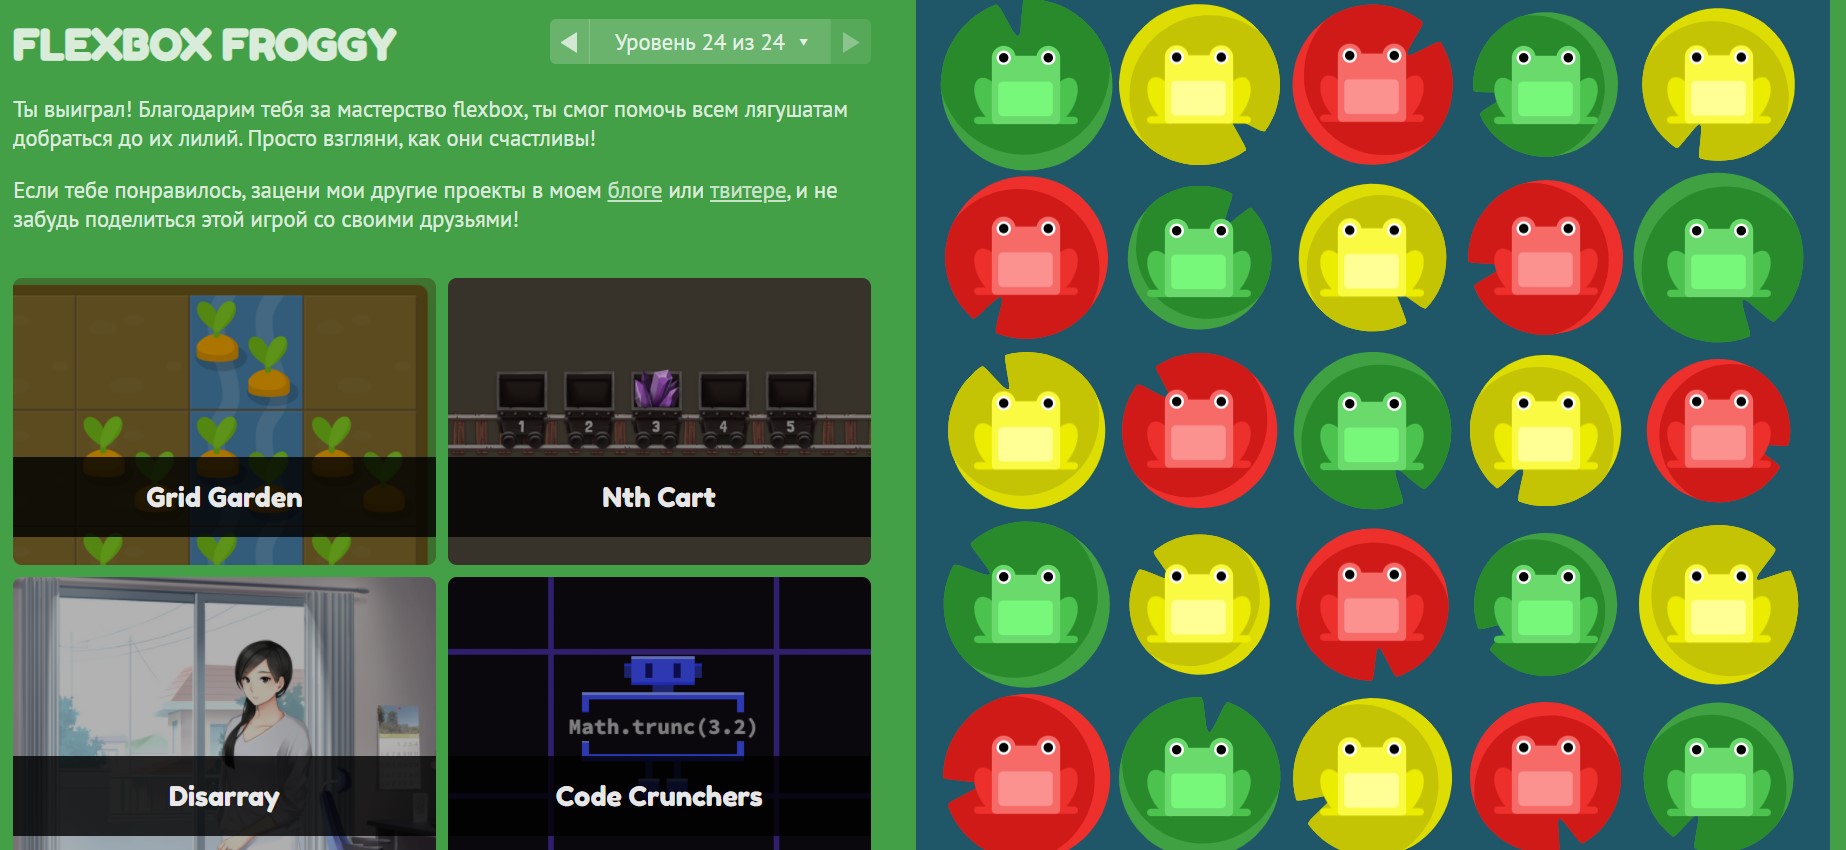 FLEXBOX FROGGY
Уровень 24 из 24
Ты выиграл! Благодарим тебя за мастерство flexbox, ты смог помочь всем лягушатам
добраться до их лилий. Просто взгляни, как они счастливы!
Если тебе понравилось, зацени мои другие проекты в моем блоге или твитере, и не
забудь поделиться этой игрой со своими друзьями!
1 2 3 4 5
Grid Garden
Nth Cart
Math.trunc(3.2)
Disarray
Code Crunchers